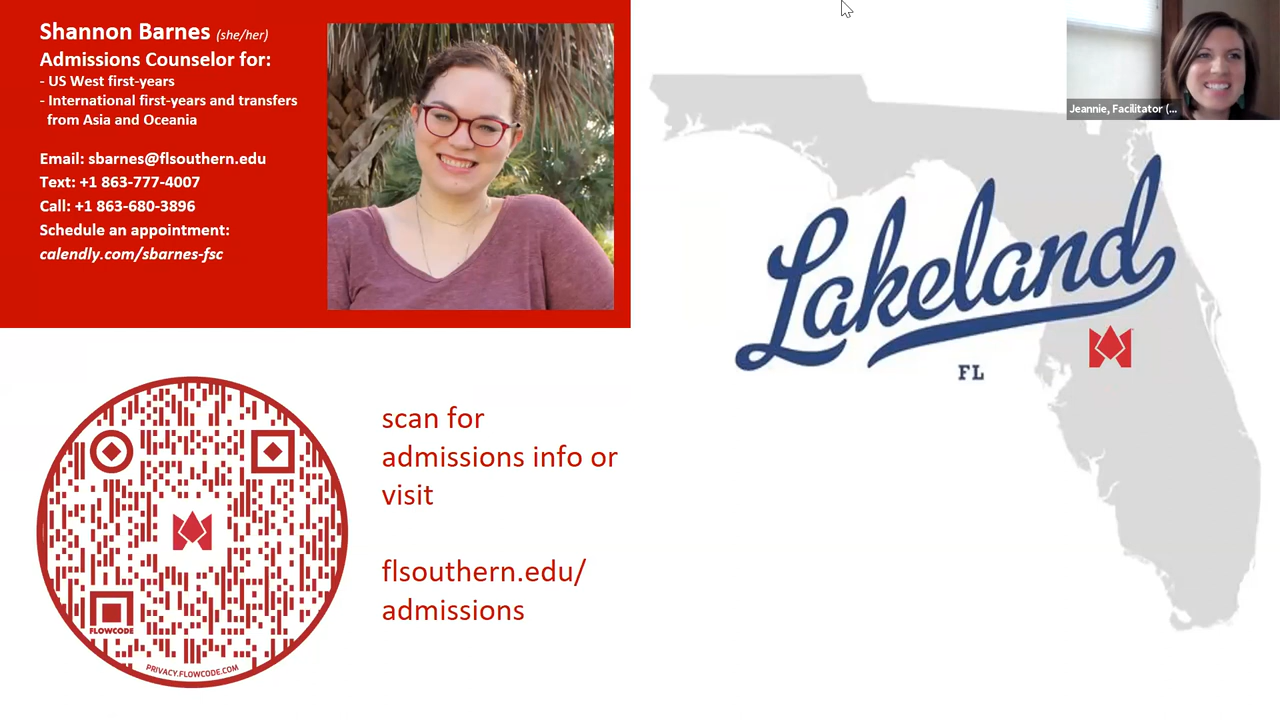 Shannon Barnes (she/her)
Admissions Counselor for:
- US West first-years
- International first-years and transfers
from Asia and Oceania
Email: sbarnes@flsouthern.edu
Text: +1 863-777-4007
Call: +1 863-680-3896
Schedule an appointment:
calendly.com/sbarnes-fsc
Jeannie, Facilitator (...
Lakeland
FL
scan for
admissions info or
visit
flsouthern.edu/
admissions
FLOWCODE
PRIVACY.FLOWCODE.COM